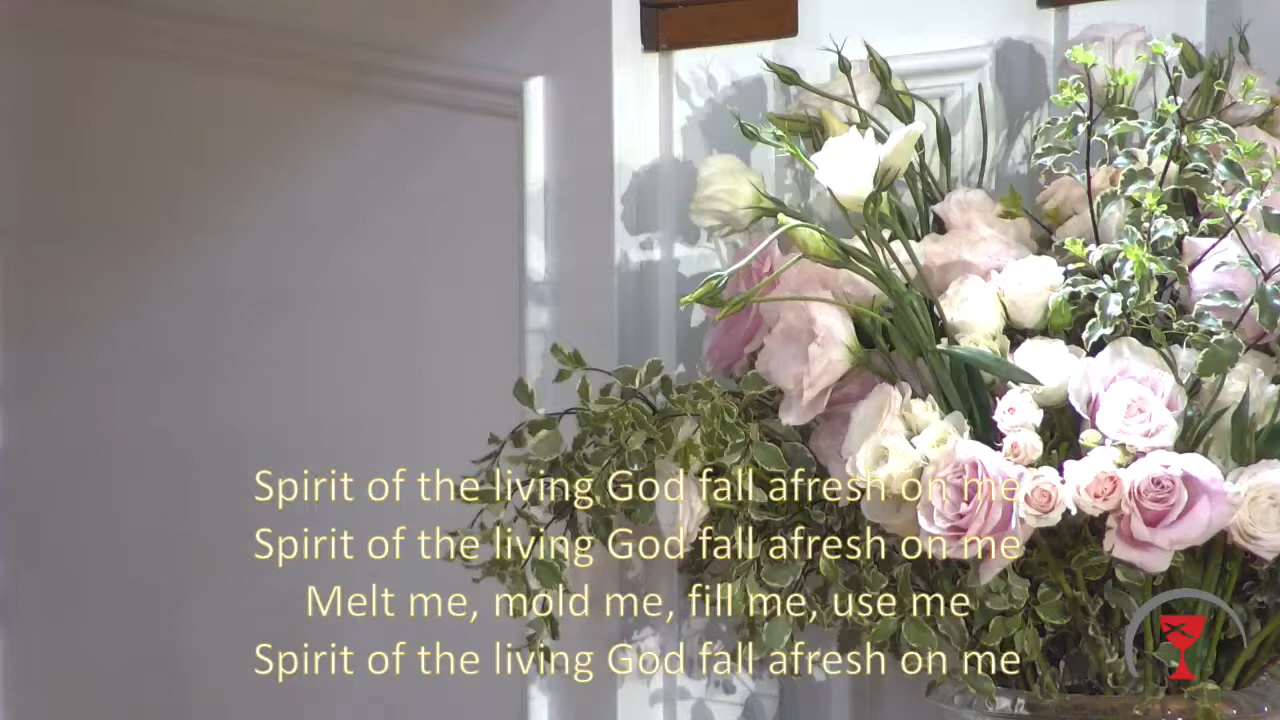 Spirit of the living God fall afresh on me
Spirit of the living God fall afresh on me
Melt me, mold me, fill me, use me
Spirit of the living God fall afresh on me